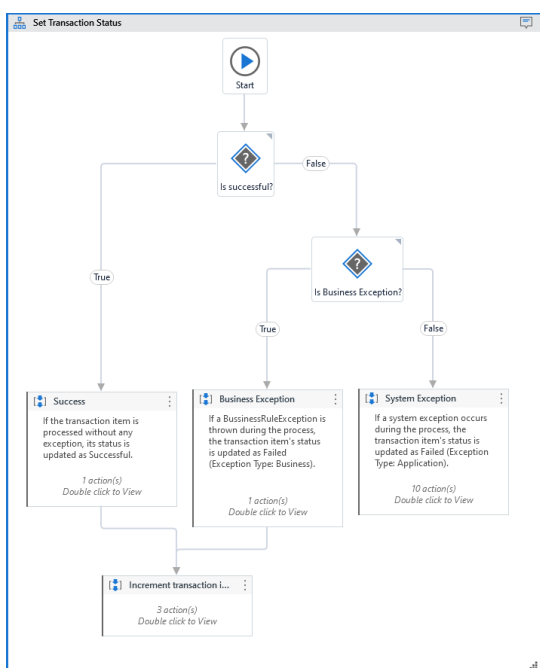 Set Transaction Status
Start
Is successful?
False
Is Business Exception?
True
True
False
Success
If the transaction item is
processed without any
exception, its status is
updated as Successful.
1 action(s)
Double click to View
Business Exception
If a BussinessRuleException is
thrown during the process,
the transaction item's status
is updated as Failed
(Exception Type: Business).
1 action(s)
Double click to View
System Exception
If a system exception occurs
during the process, the
transaction item's status is
updated as Failed (Exception
Type: Application).
10 action(s)
Double click to View
Increment transaction i...
3 action(s)
Double click to View